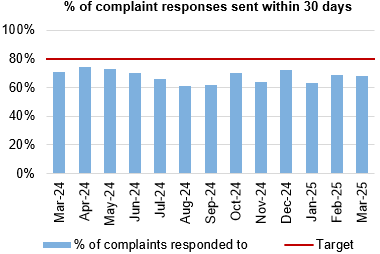 % of complaint responses sent within 30 days
100%
80%
60%
40%
20%
0%
Mar-24
Apr-24
May-24
Jun-24
Jul-24
Aug-24
Sep-24
Oct-24
Nov-24
Dec-24
Jan-25
Feb-25
Mar-25
% of complaints responded to
Target